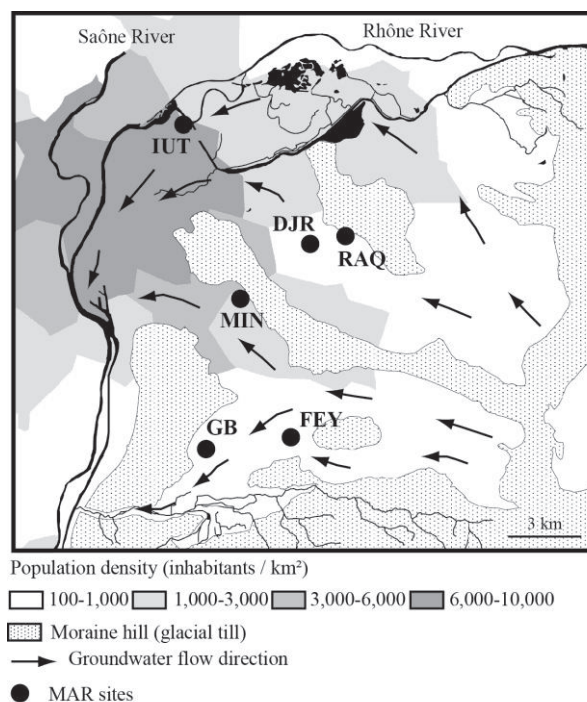 Saône River
Rhône River
IUT
DJR
RAQ
MIN
GB
FEY
3 km
Population density (inhabitants / km²)
100-1,000 1,000-3,000 3,000-6,000 6,000-10,000
Moraine hill (glacial till)
Groundwater flow direction
MAR sites